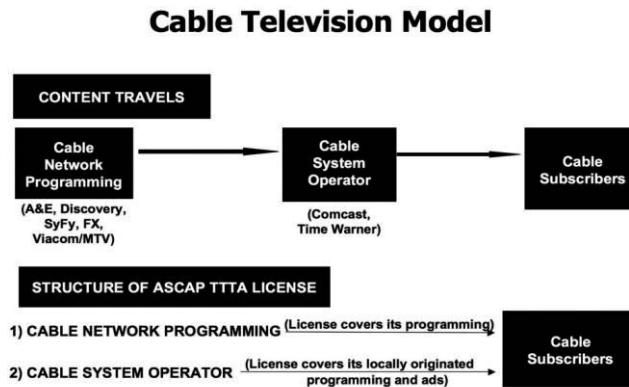 Cable Television Model
CONTENT TRAVELS
Cable
Network
Programming
(A&E, Discovery,
SyFy, FX,
Viacom/MTV)
Cable
System
Operator
(Comcast,
Time Warner)
Cable
Subscribers
STRUCTURE OF ASCAP TTTA LICENSE
1) CABLE NETWORK PROGRAMMING (License covers its programming)
2) CABLE SYSTEM OPERATOR (License covers its locally originated
programming and ads)
Cable
Subscribers